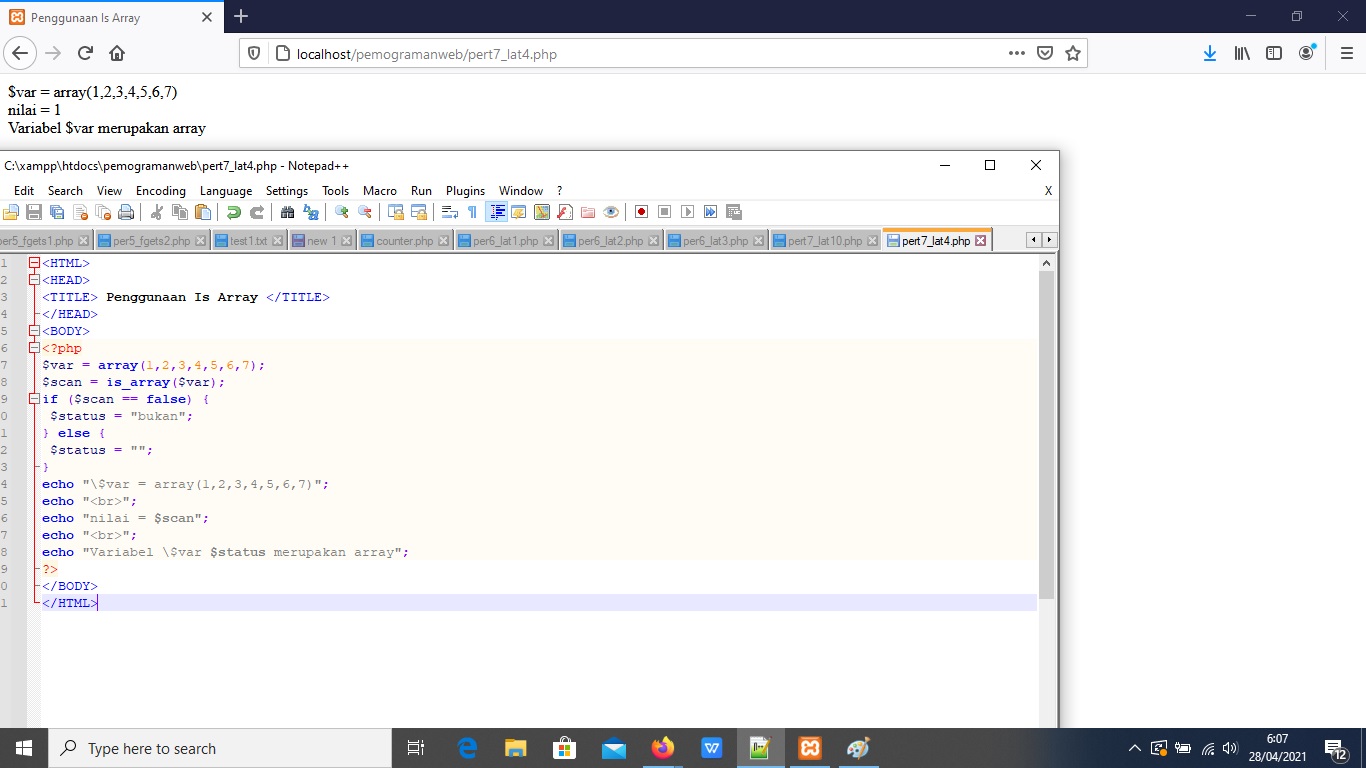 Penggunaan Is Array
localhost/pemogramanweb/pert7_lat4.php
$var = array(1,2,3,4,5,6,7)
nilai = 1
Variabel $var merupakan array
C:\xampp\htdocs\pemogramanweb\pert7_lat4.php - Notepad++
Edit Search View Encoding Language Settings Tools Macro Run Plugins Window ? X
per5_fgets1.php per5_fgets2.php test1.txt new 1 counter.php per6_lat1.php per6_lat2.php per6_lat3.php pert7_lat10.php pert7_lat4.php
1 <HTML>
2 <HEAD>
3 <TITLE> Penggunaan Is Array </TITLE>
4 </HEAD>
5 <BODY>
6 <?php
7 $var = array(1,2,3,4,5,6,7);
8 $scan = is_array($var);
9 if ($scan == false) {
0 $status = "bukan";
1 } else {
2 $status = "";
3 }
4 echo "\$var = array(1,2,3,4,5,6,7)";
5 echo "<br>";
6 echo "nilai = $scan";
7 echo "<br>";
8 echo "Variabel \$var $status merupakan array";
9 ?>
0 </BODY>
1 </HTML>
Type here to search
6:07
28/04/2021
12